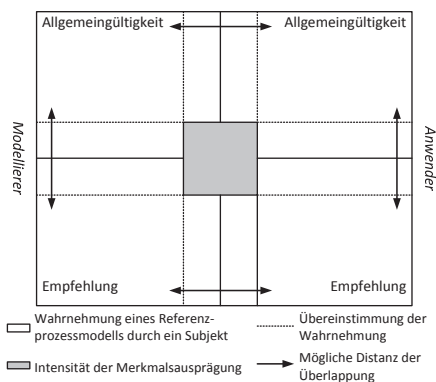 Allgemeingültigkeit Allgemeingültigkeit
Modellierer
Anwender
Empfehlung Empfehlung
Wahrnehmung eines Referenz-
prozessmodells durch ein Subjekt
Übereinstimmung der
Wahrnehmung
Intensität der Merkmalsausprägung
Mögliche Distanz der
Überlappung